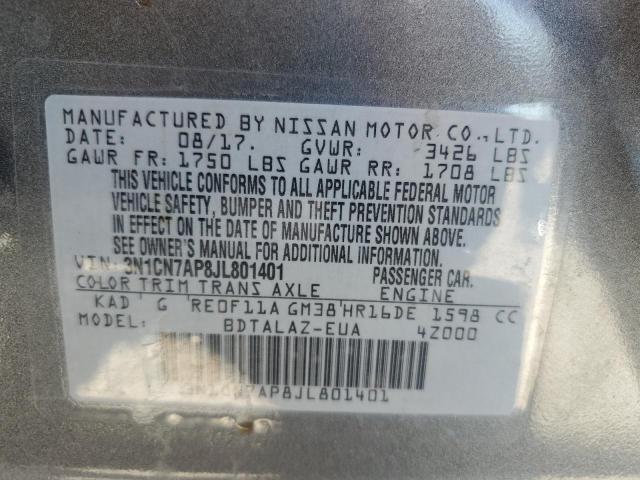 MANUFACTURED BY NISSAN MOTOR CO.,LTD.
DATE: 08/17. GVWR: 3426 LBS
GAWR FR: 1750 LBS GAWR RR: 1708 LBS
THIS VEHICLE CONFORMS TO ALL APPLICABLE FEDERAL MOTOR
VEHICLE SAFETY, BUMPER AND THEFT PREVENTION STANDARDS
IN EFFECT ON THE DATE OF MANUFACTURE SHOWN ABOVE.
SEE OWNER'S MANUAL FOR ADDITIONAL INFORMATION.
VIN: 3N1CN7AP8JL801401 PASSENGER CAR.
COLOR TRIM TRANS AXLE ENGINE
KAD G RE0F11A GM38 HR16DE 1598 CC
MODEL: BDTALAZ-EUA 4Z000
7AP8JL801401